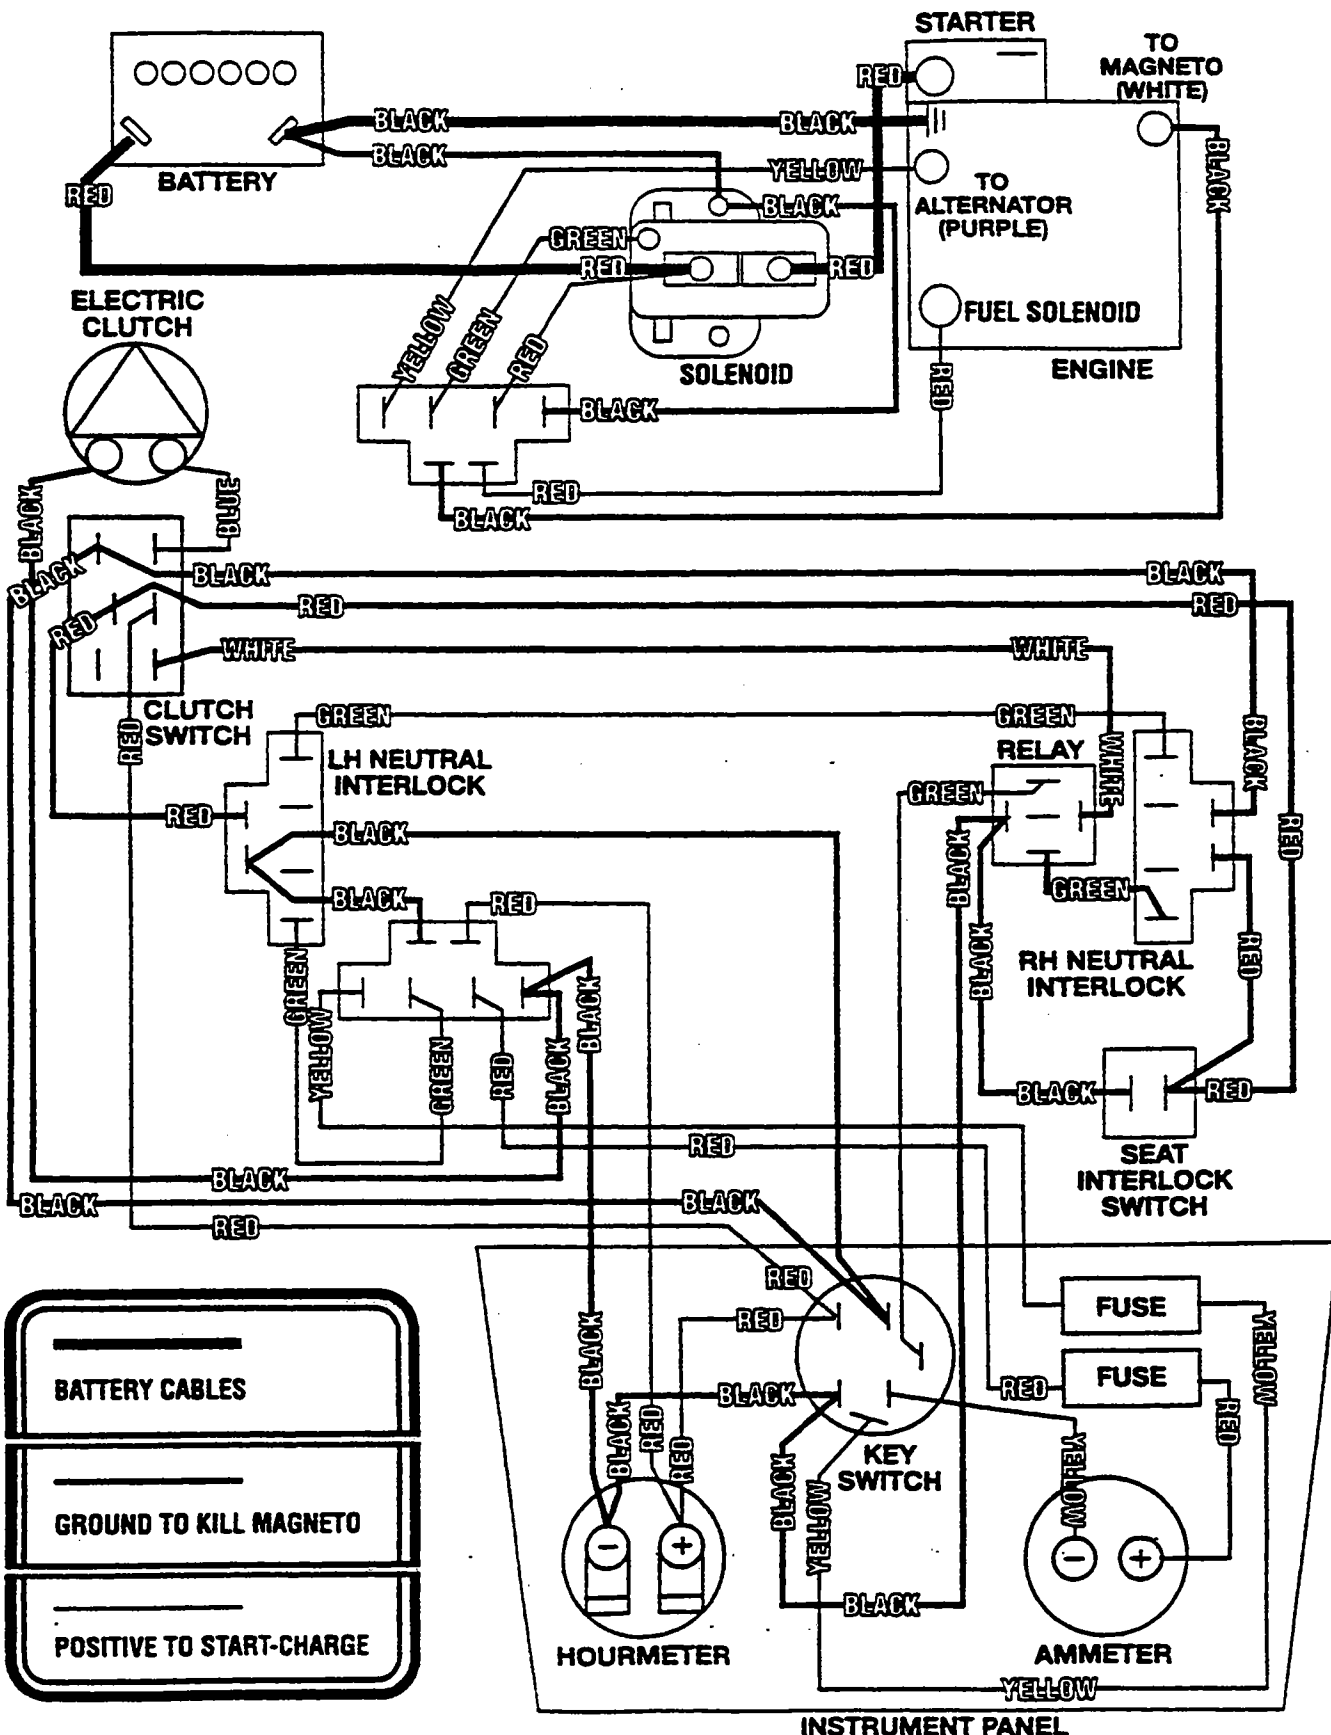 STARTER
TO
MAGNETO
(WHITE)
RED
BLACK
BLACK
BLACK
YELLOW
BLACK
BATTERY
RED
TO
ALTERNATOR
(PURPLE)
BLACK
GREEN
RED
RED
ELECTRIC
CLUTCH
YELLOW
GREEN
RED
FUEL SOLENOID
SOLENOID
ENGINE
RED
BLACK
BLACK
BLUE
RED
BLACK
BLACK
BLACK
BLACK
RED
RED
RED
WHITE
WHITE
CLUTCH
SWITCH
RED
GREEN
GREEN
LH NEUTRAL
INTERLOCK
RELAY
WHITE
BLACK
GREEN
RED
BLACK
RED
BLACK
GREEN
BLACK
RED
RH NEUTRAL
INTERLOCK
RED
BLACK
GREEN
YELLOW
GREEN
RED
BLACK
BLACK
BLACK
RED
RED
SEAT
INTERLOCK
SWITCH
BLACK
BLACK
BLACK
RED
RED
RED
FUSE
FUSE
YELLOW
RED
RED
BLACK
BLACK
BLACK
RED
RED
KEY
SWITCH
BLACK
YELLOW
YELLOW
BLACK
HOURMETER
AMMETER
YELLOW
INSTRUMENT PANEL
BATTERY CABLES
GROUND TO KILL MAGNETO
POSITIVE TO START-CHARGE
− +
− +